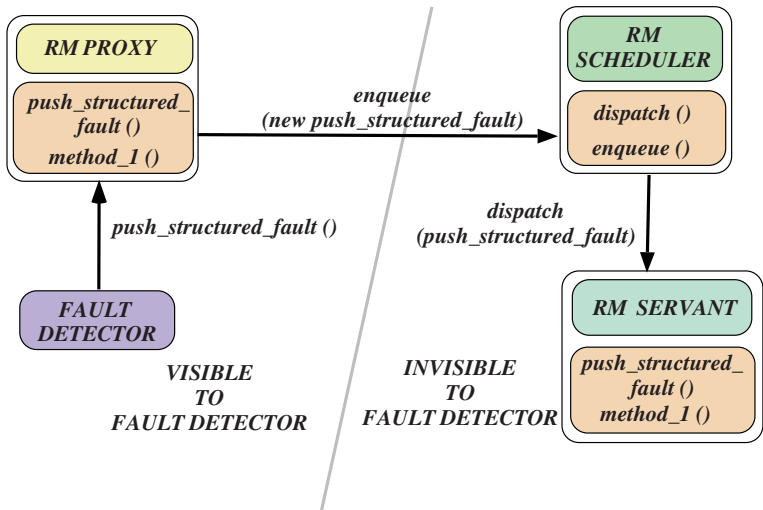 RM PROXY
push_structured_
fault ()
method_1 ()
enqueue
(new push_structured_fault)
RM
SCHEDULER
dispatch ()
enqueue ()
push_structured_fault ()
dispatch
(push_structured_fault)
FAULT
DETECTOR
RM SERVANT
push_structured_
fault ()
method_1 ()
VISIBLE
TO
FAULT DETECTOR
INVISIBLE
TO
FAULT DETECTOR